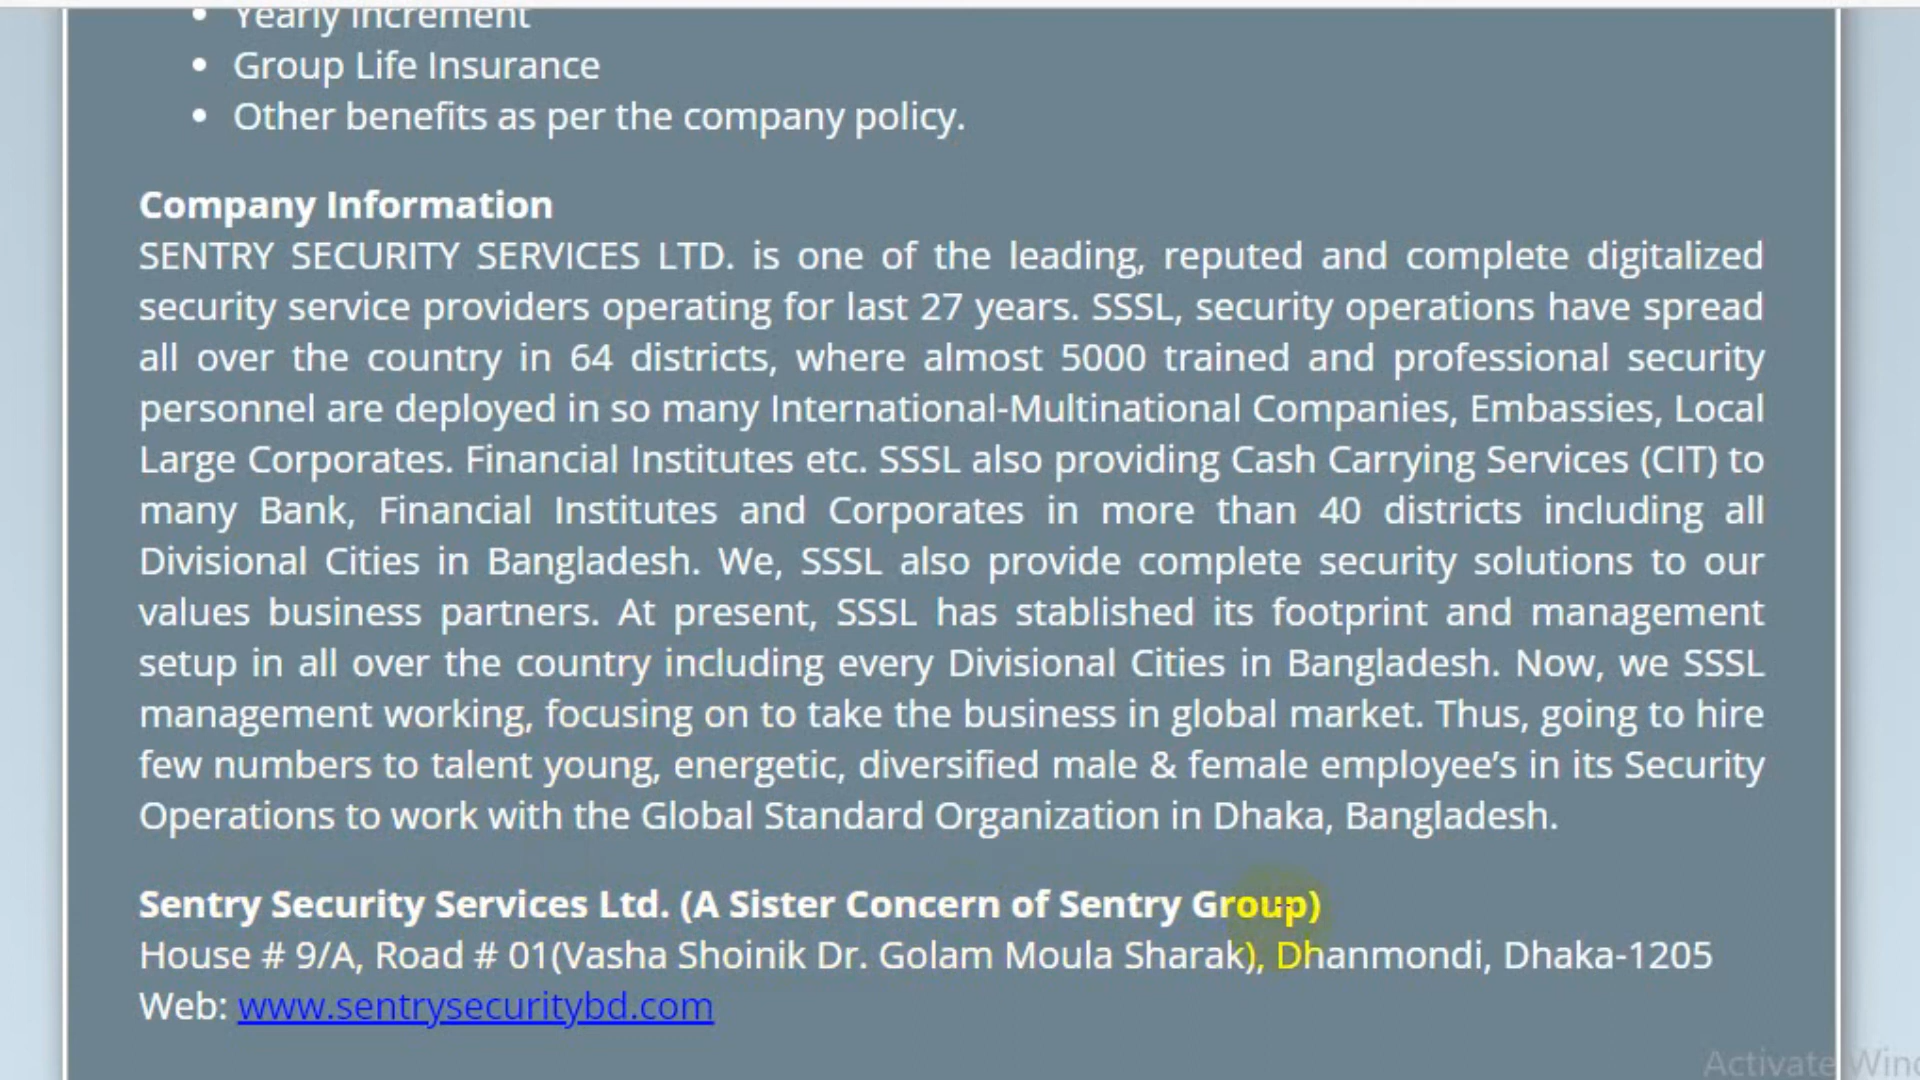 Yearly Increment
Group Life Insurance
Other benefits as per the company policy.
Company Information
SENTRY SECURITY SERVICES LTD. is one of the leading, reputed and complete digitalized
security service providers operating for last 27 years. SSSL, security operations have spread
all over the country in 64 districts, where almost 5000 trained and professional security
personnel are deployed in so many International-Multinational Companies, Embassies, Local
Large Corporates. Financial Institutes etc. SSSL also providing Cash Carrying Services (CIT) to
many Bank, Financial Institutes and Corporates in more than 40 districts including all
Divisional Cities in Bangladesh. We, SSSL also provide complete security solutions to our
values business partners. At present, SSSL has stablished its footprint and management
setup in all over the country including every Divisional Cities in Bangladesh. Now, we SSSL
management working, focusing on to take the business in global market. Thus, going to hire
few numbers to talent young, energetic, diversified male & female employee’s in its Security
Operations to work with the Global Standard Organization in Dhaka, Bangladesh.
Sentry Security Services Ltd. (A Sister Concern of Sentry Group)
House # 9/A, Road # 01(Vasha Shoinik Dr. Golam Moula Sharak), Dhanmondi, Dhaka-1205
Web: www.sentrysecuritybd.com
Activate